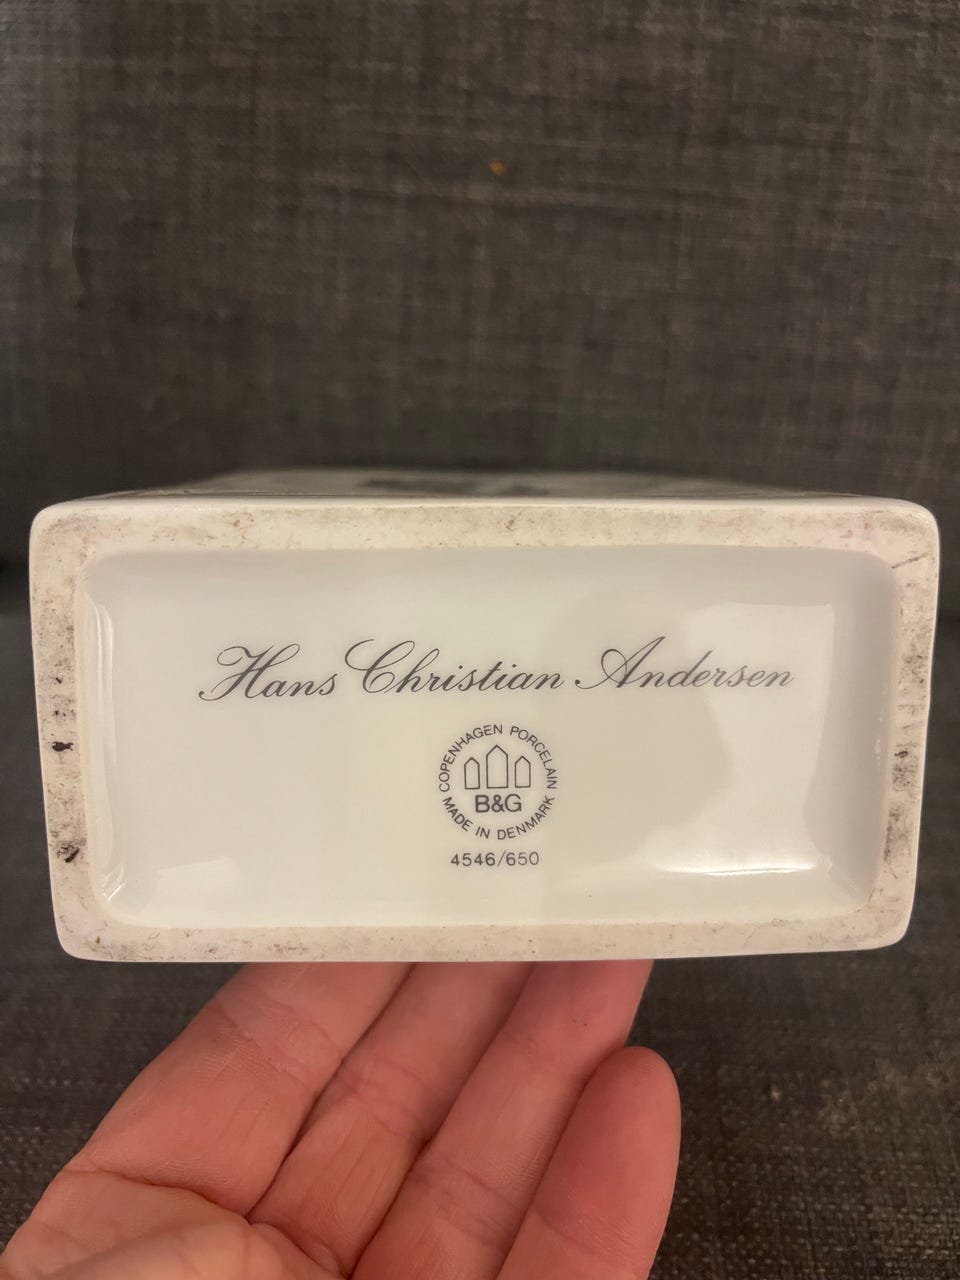 Hans Christian Andersen
COPENHAGEN PORCELAIN
B&G
MADE IN DENMARK
4546/650